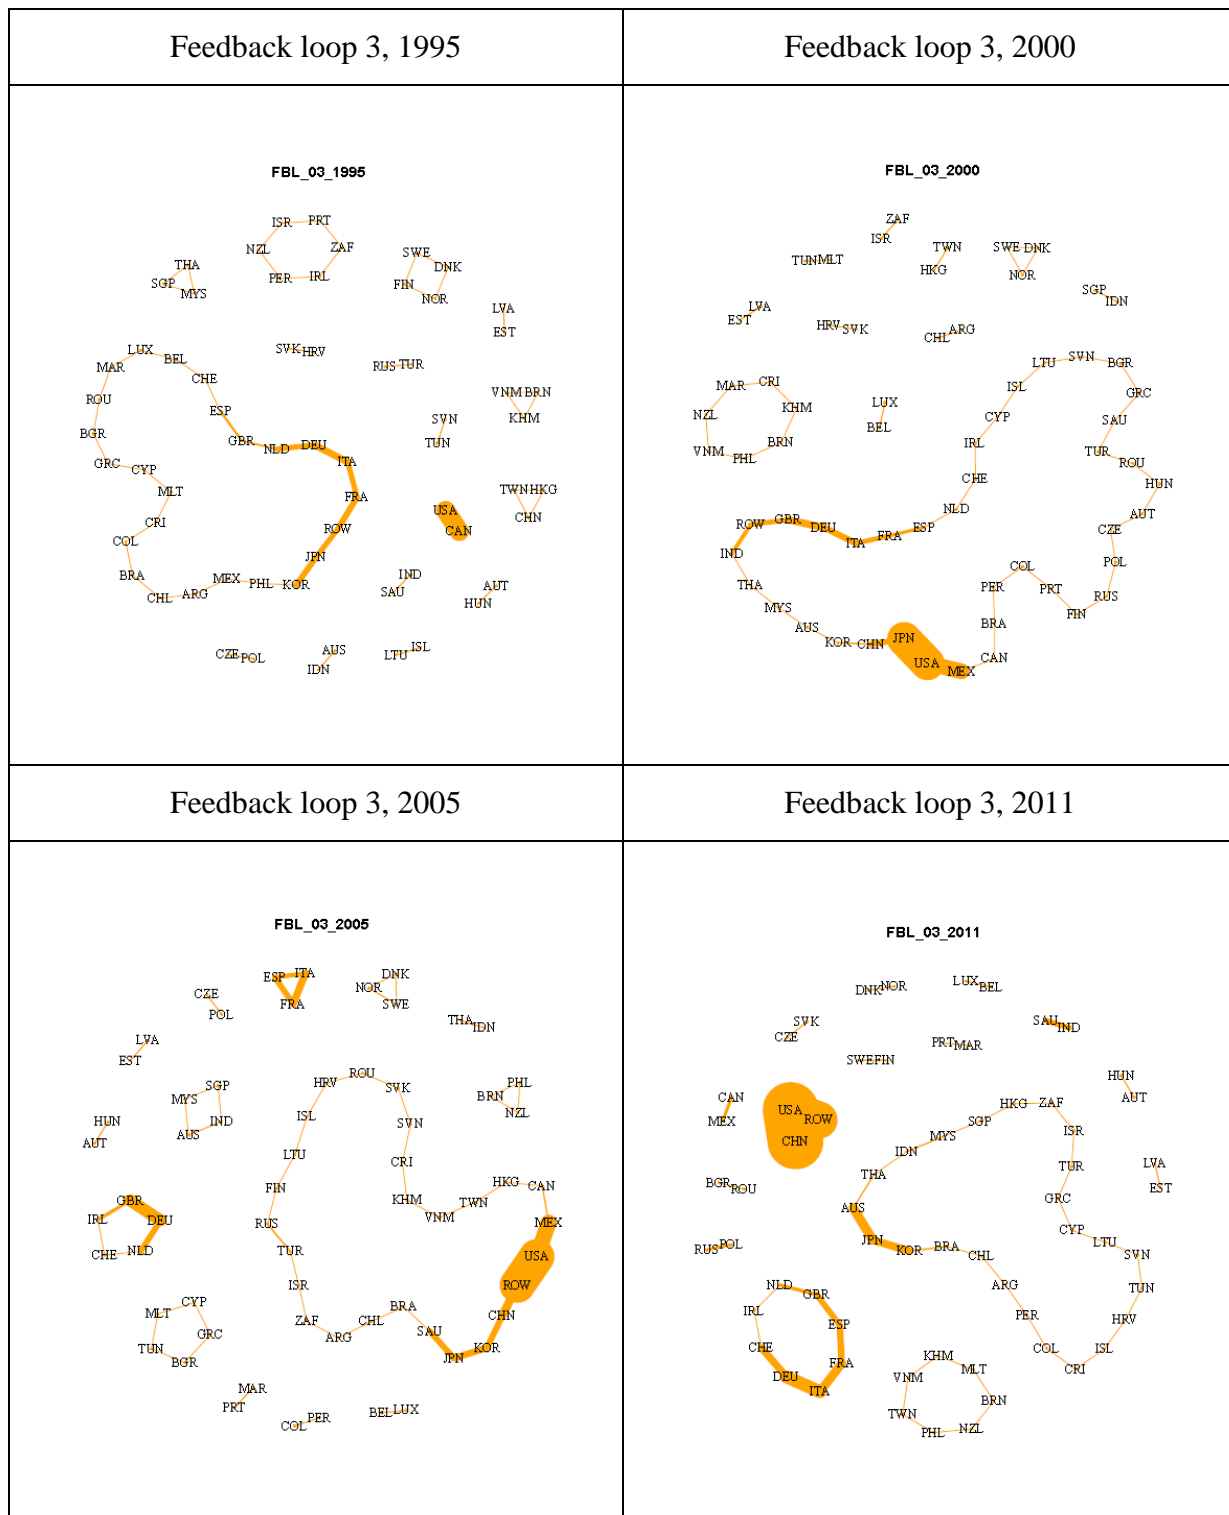 Feedback loop 3, 1995
Feedback loop 3, 2000
FBL_03_1995
ISR PRT
NZL ZAF
PER IRL
SWE
DNK
FIN
NOR
THA
SGP
MYS
LVA
EST
SVK HRV
RUS TUR
LUX
MAR BEL
CHE
ROU
ESP
BGR
GBR
NLD DEU
ITA
GRC CYP
MLT
FRA
CRI
ROW
COL
JPN
BRA
CHL ARG MEX PHL KOR
VNM BRN
KHM
SVN
TUN
TWN HKG
CHN
USA
CAN
IND
SAU
AUT
HUN
CZE POL
AUS
IDN
LTU ISL
FBL_03_2000
ZAF
ISR
TUN MLT
TWN
HKG
SWE DNK
NOR
SGP
IDN
LVA
EST
HRV SVK
ARG
CHL
MAR CRI
NZL KHM
BRN
VNM PHL
LUX
BEL
LTU SVN BGR
ISL GRC
CYP SAU
IRL TUR
ROU
CHE HUN
NLD AUT
ROW GBR DEU ITA FRA ESP
CZE
IND
POL
THA
COL
PER PRT RUS
MYS
FIN
AUS BRA
KOR CHN JPN
USA MEX CAN
Feedback loop 3, 2005
Feedback loop 3, 2011
FBL_03_2005
ESP ITA
FRA
DNK
NOR
SWE
CZE
POL
THA IDN
LVA
EST
SGP
MYS
IND
AUS
HUN
AUT
PHL
BRN
NZL
HRV ROU SVK
ISL SVN
LTU CRI
FIN KHM VNM TWN HKG CAN
RUS MEX
TUR USA
ISR ROW
ZAF ARG CHL BRA SAU JPN KOR CHN
GBR
IRL DEU
CHE NLD
CYP
MLT
GRC
TUN
BGR
MAR
PRT
PER
COL
BEL LUX
FBL_03_2011
DNK NOR
LUX BEL
SVK
CZE
SAU IND
SWE FIN
PRT MAR
HUN
AUT
CAN
MEX
USA
ROW
CHN
HKG ZAF
SGP ISR
MYS
IDN TUR
THA GRC
AUS CYP
JPN KOR BRA CHL LTU SVN
ARG TUN
PER HRV
COL CRI ISL
LVA
EST
BGR ROU
RUS POL
NLD GBR
IRL ESP
CHE FRA
DEU ITA
KHM MLT
VNM BRN
TWN PHL NZL